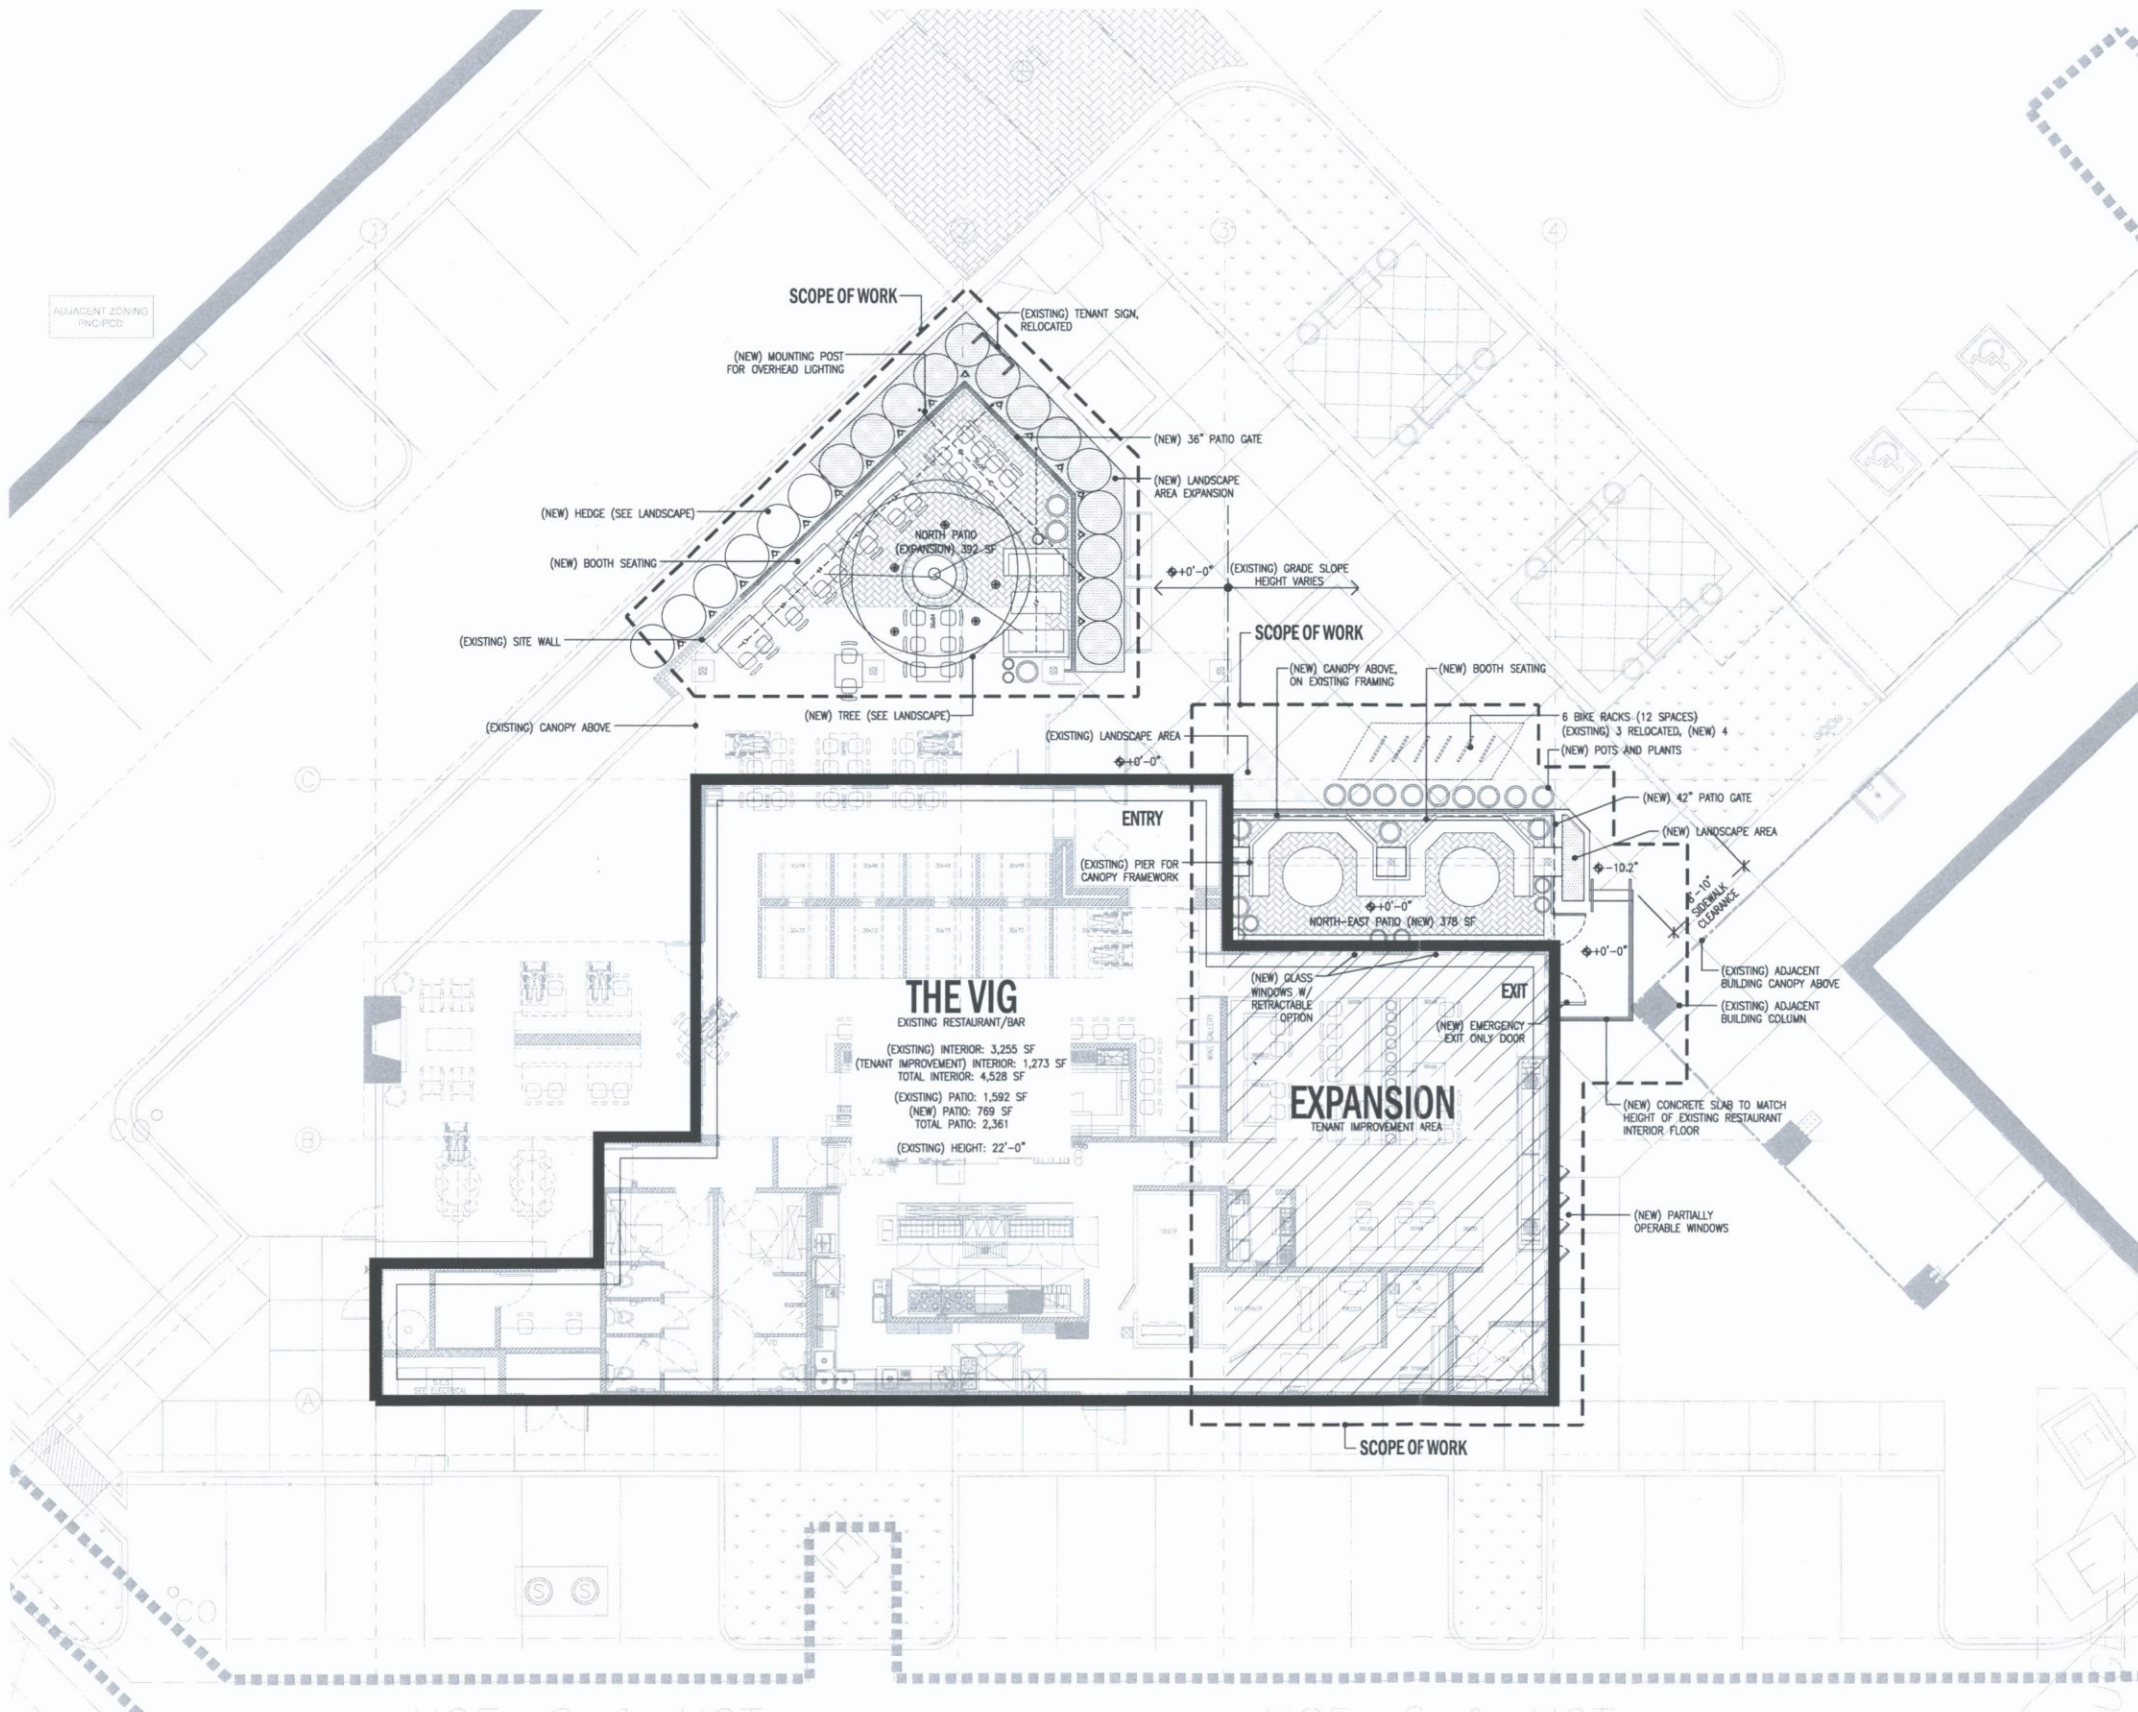 ADJACENT ZONING
PNC/PCD
1
2
3
4
SCOPE OF WORK
(EXISTING) TENANT SIGN,
RELOCATED
(NEW) MOUNTING POST
FOR OVERHEAD LIGHTING
(NEW) 36" PATIO GATE
(NEW) LANDSCAPE
AREA EXPANSION
(NEW) HEDGE (SEE LANDSCAPE)
NORTH PATIO
(EXPANSION) 392 SF
(NEW) BOOTH SEATING
+0'-0"
(EXISTING) GRADE SLOPE
HEIGHT VARIES
(EXISTING) SITE WALL
SCOPE OF WORK
(NEW) CANOPY ABOVE,
ON EXISTING FRAMING
(NEW) BOOTH SEATING
(NEW) TREE (SEE LANDSCAPE)
(EXISTING) CANOPY ABOVE
6 BIKE RACKS (12 SPACES)
(EXISTING) 3 RELOCATED, (NEW) 4
(EXISTING) LANDSCAPE AREA
(NEW) POTS AND PLANTS
+0'-0"
C
(NEW) 42" PATIO GATE
ENTRY
(NEW) LANDSCAPE AREA
(EXISTING) PIER FOR
CANOPY FRAMEWORK
-10.2"
SIDEWALK
CLEARANCE
+0'-0"
NORTH-EAST PATIO (NEW) 378 SF
+0'-0"
(NEW) GLASS
WINDOWS W/
RETRACTABLE
OPTION
EXIT
(EXISTING) ADJACENT
BUILDING CANOPY ABOVE
(EXISTING) ADJACENT
BUILDING COLUMN
THE VIG
EXISTING RESTAURANT/BAR
(NEW) EMERGENCY
EXIT ONLY DOOR
WINE GALLERY
(EXISTING) INTERIOR: 3,255 SF
(TENANT IMPROVEMENT) INTERIOR: 1,273 SF
TOTAL INTERIOR: 4,528 SF
(EXISTING) PATIO: 1,592 SF
(NEW) PATIO: 769 SF
TOTAL PATIO: 2,361
(EXISTING) HEIGHT: 22'-0"
EXPANSION
TENANT IMPROVEMENT AREA
(NEW) CONCRETE SLAB TO MATCH
HEIGHT OF EXISTING RESTAURANT
INTERIOR FLOOR
CO
B
(NEW) PARTIALLY
OPERABLE WINDOWS
S.E.S.
SEE ELECTRICAL
A
SCOPE OF WORK
S
S
CO
E
E